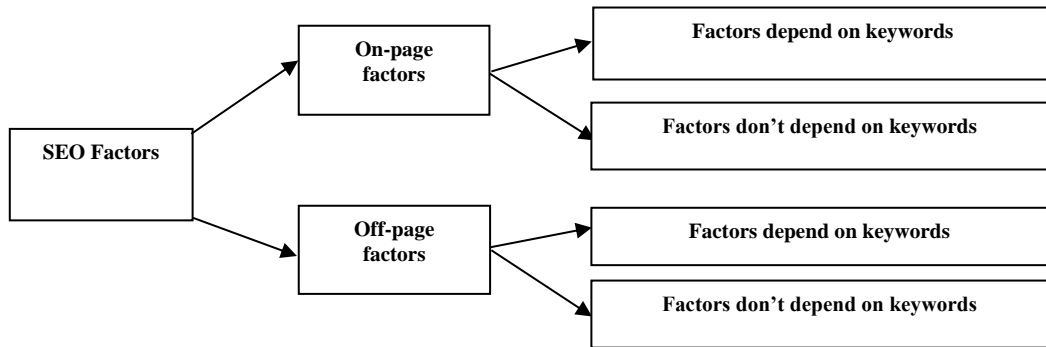 SEO Factors
On-page
factors
Factors depend on keywords
Factors don’t depend on keywords
Off-page
factors
Factors depend on keywords
Factors don’t depend on keywords